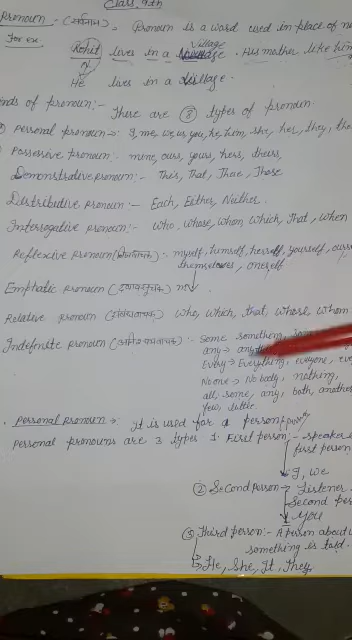 Class 9th
Pronoun :- (सर्वनाम) Pronoun is a word used in place of
For ex Village
Rohit lives in a His mother like him
or
He lives in a village.
inds of pronoun:-
There are 8 types of pronoun.
Personal pronoun :- I, me, we, us, you, he, him, she, her, they,
Possessive pronoun: mine, ours, yours, hers, theirs,
Demonstrative pronoun:- This, That, Those
Distributive pronoun - Each, Either, Neither.
Interrogative pronoun:- Who, Whose, Whom, Which, That, When
Reflexive pronoun :- myself, himself, herself, yourself,
themselves, oneself
Emphatic pronoun
Relative pronoun Who, which, that, whose, whom
Indefinite pronoun :- Some something,
any →
Every → Everything, everyone,
None → Nobody, nothing,
all, some, any, both,
few, little.
Personal pronoun :- It is used for a person
Personal pronouns are 3 types 1. First person:- speaker
first person
I, we
② Second person → Listener
Second per
You
③ Third person:- A person about
something is told.
He, She, It, They,